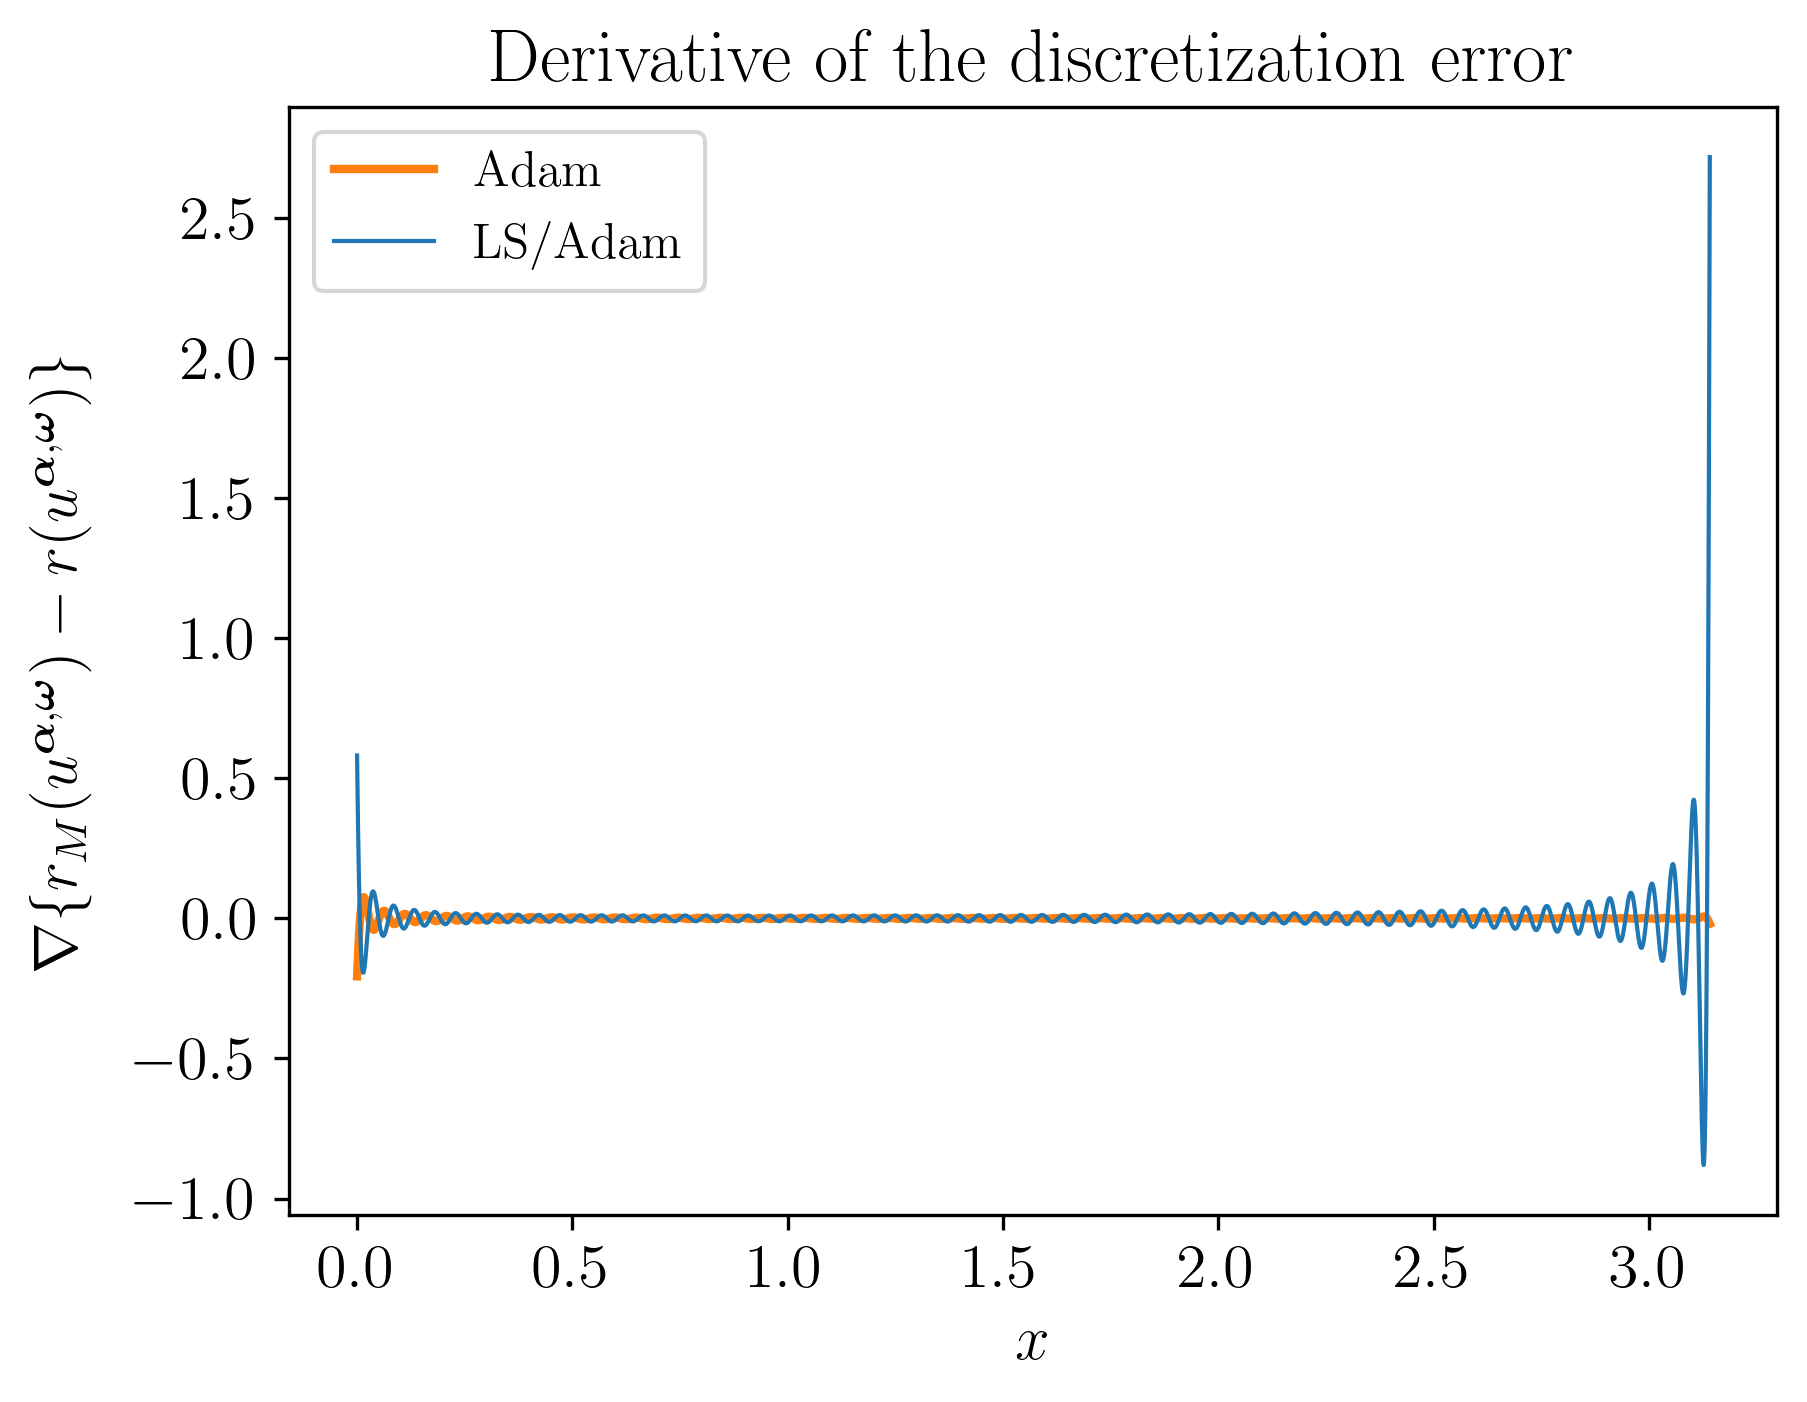 Derivative of the discretization error
Adam
LS/Adam
∇{r_M(u^{α,ω}) − r(u^{α,ω})}
2.5
2.0
1.5
1.0
0.5
0.0
−0.5
−1.0
0.0 0.5 1.0 1.5 2.0 2.5 3.0
x